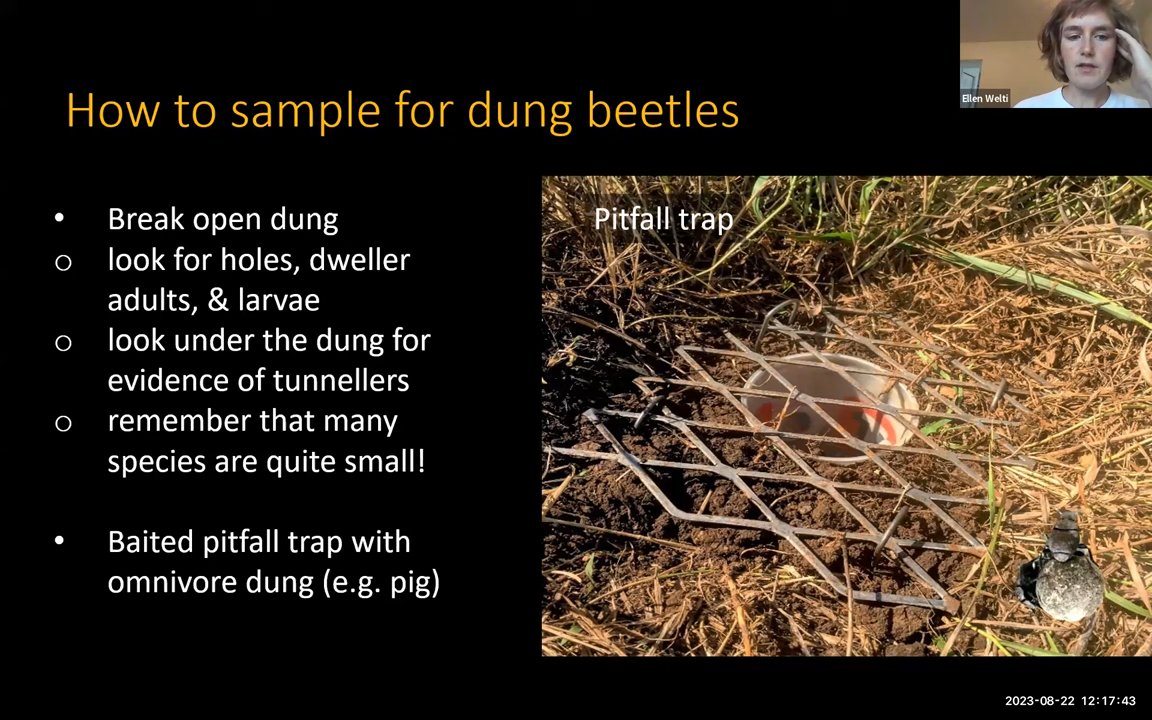 Ellen Welti
How to sample for dung beetles
• Break open dung
o look for holes, dweller
adults, & larvae
o look under the dung for
evidence of tunnellers
o remember that many
species are quite small!
• Baited pitfall trap with
omnivore dung (e.g. pig)
Pitfall trap
2023-08-22 12:17:43